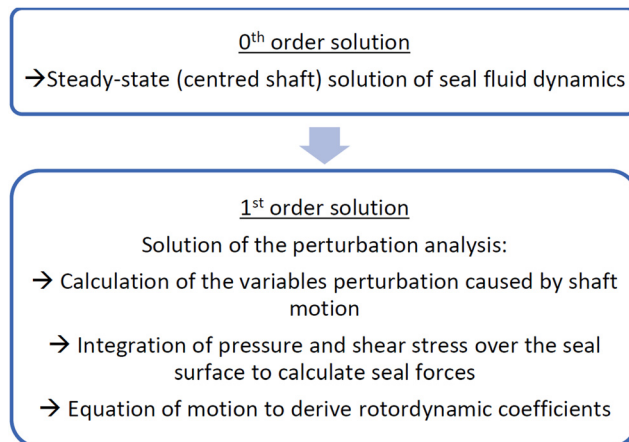 0th order solution
→Steady-state (centred shaft) solution of seal fluid dynamics
1st order solution
Solution of the perturbation analysis:
→ Calculation of the variables perturbation caused by shaft
motion
→ Integration of pressure and shear stress over the seal
surface to calculate seal forces
→ Equation of motion to derive rotordynamic coefficients